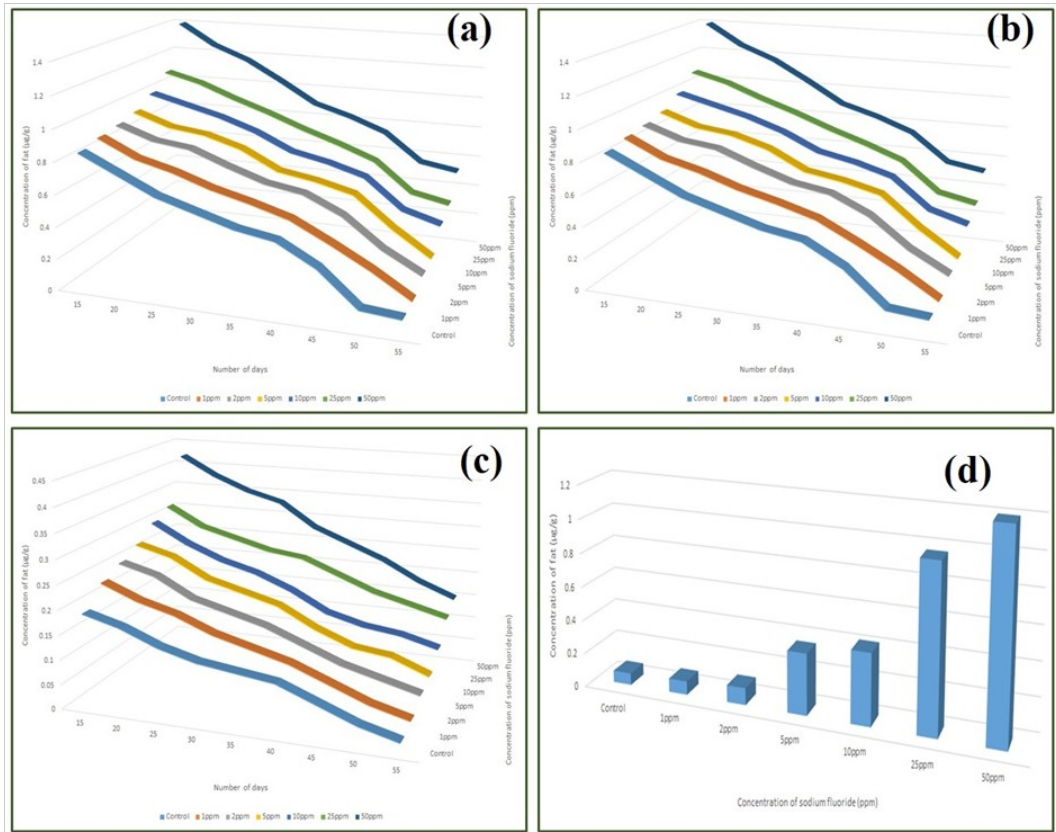 (a)
1.4
1.2
1
0.8
0.6
0.4
0.2
0
Concentration of fat (µg/g)
15 20 25 30 35 40 45 50 55
Number of days
50ppm
25ppm
10ppm
5ppm
2ppm
1ppm
Control
Concentration of sodium fluoride (ppm)
Control 1ppm 2ppm 5ppm 10ppm 25ppm 50ppm
(b)
1.4
1.2
1
0.8
0.6
0.4
0.2
0
Concentration of fat (µg/g)
15 20 25 30 35 40 45 50 55
Number of days
50ppm
25ppm
10ppm
5ppm
2ppm
1ppm
Control
Concentration of sodium fluoride (ppm)
Control 1ppm 2ppm 5ppm 10ppm 25ppm 50ppm
(c)
0.45
0.4
0.35
0.3
0.25
0.2
0.15
0.1
0.05
0
Concentration of fat (µg/g)
15 20 25 30 35 40 45 50 55
Number of days
50ppm
25ppm
10ppm
5ppm
2ppm
1ppm
Control
Concentration of sodium fluoride (ppm)
Control 1ppm 2ppm 5ppm 10ppm 25ppm 50ppm
(d)
1.2
1
0.8
0.6
0.4
0.2
0
Concentration of fat (µg/g)
Control 1ppm 2ppm 5ppm 10ppm 25ppm 50ppm
Concentration of sodium fluoride (ppm)